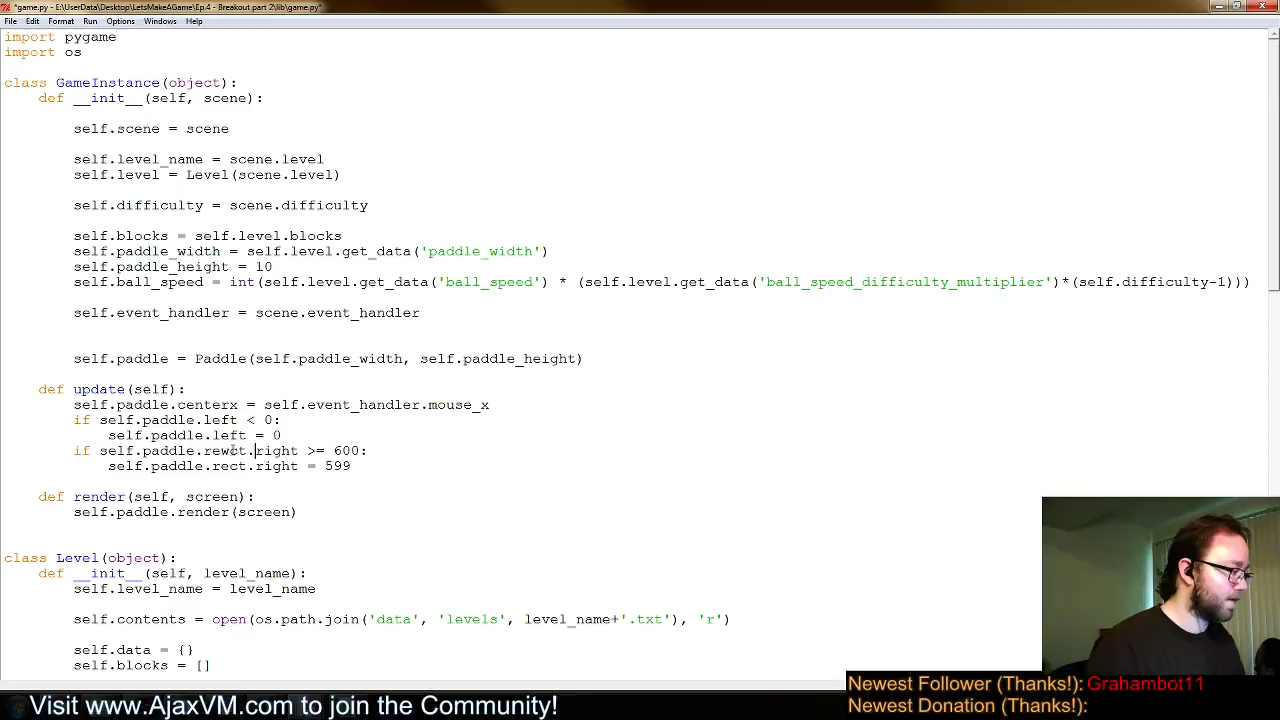 *game.py - E:\UserData\Desktop\LetsMakeAGame\Ep.4 - Breakout part 2\lib\game.py*
File Edit Format Run Options Windows Help
import pygame
import os
class GameInstance(object):
def __init__(self, scene):
self.scene = scene
self.level_name = scene.level
self.level = Level(scene.level)
self.difficulty = scene.difficulty
self.blocks = self.level.blocks
self.paddle_width = self.level.get_data('paddle_width')
self.paddle_height = 10
self.ball_speed = int(self.level.get_data('ball_speed') * (self.level.get_data('ball_speed_difficulty_multiplier')*(self.difficulty-1)))
self.event_handler = scene.event_handler
self.paddle = Paddle(self.paddle_width, self.paddle_height)
def update(self):
self.paddle.centerx = self.event_handler.mouse_x
if self.paddle.left < 0:
self.paddle.left = 0
if self.paddle.rewct.right >= 600:
self.paddle.rect.right = 599
def render(self, screen):
self.paddle.render(screen)
class Level(object):
def __init__(self, level_name):
self.level_name = level_name
self.contents = open(os.path.join('data', 'levels', level_name+'.txt'), 'r')
self.data = {}
self.blocks = []
Newest Follower (Thanks!): Grahambot11
Newest Donation (Thanks!):
Visit www.AjaxVM.com to join the Community!